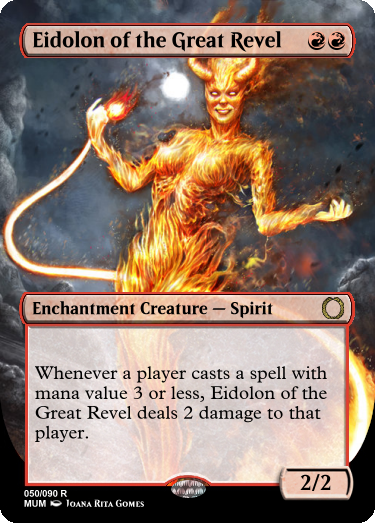 Eidolon of the Great Revel
Enchantment Creature — Spirit
Whenever a player casts a spell with
mana value 3 or less, Eidolon of the
Great Revel deals 2 damage to that
player.
2/2
050/090 R
MUM Joana Rita Gomes